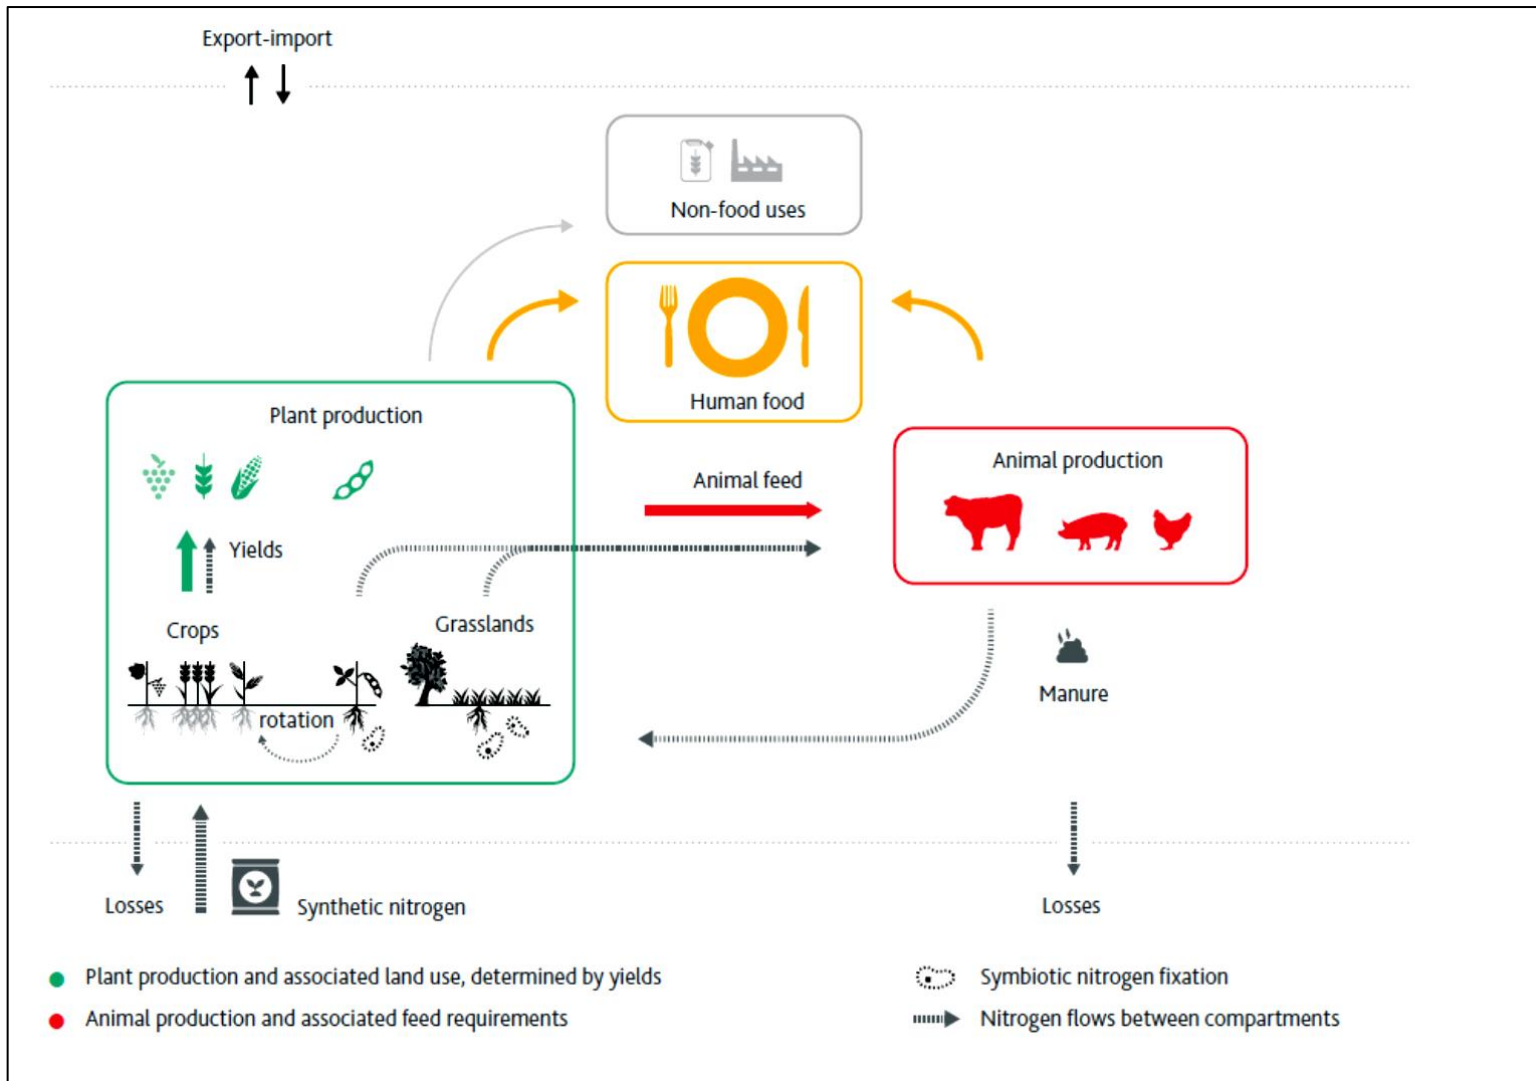 Export-import
Non-food uses
Human food
Plant production
Animal production
Animal feed
Yields
Crops
Grasslands
rotation
Manure
Losses
Synthetic nitrogen
Losses
Plant production and associated land use, determined by yields
Symbiotic nitrogen fixation
Animal production and associated feed requirements
Nitrogen flows between compartments